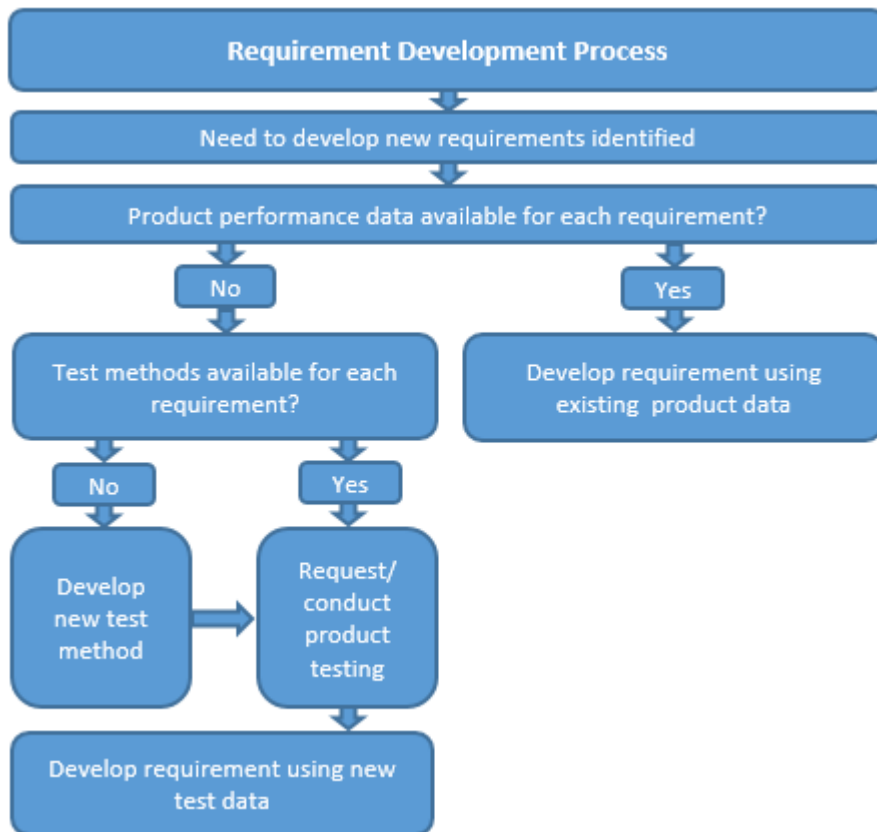 Requirement Development Process
Need to develop new requirements identified
Product performance data available for each requirement?
No
Yes
Test methods available for each
requirement?
Develop requirement using
existing product data
No
Yes
Develop
new test
method
Request/
conduct
product
testing
Develop requirement using new
test data